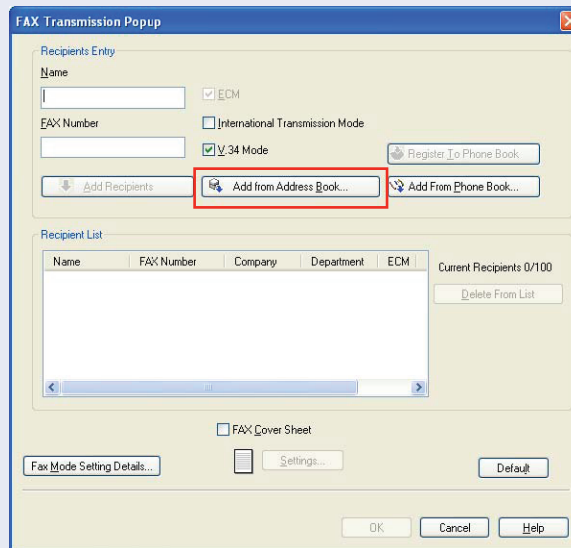 FAX Transmission Popup
Recipients Entry
Name
ECM
FAX Number
International Transmission Mode
V.34 Mode
Register To Phone Book
Add Recipients
Add from Address Book...
Add From Phone Book...
Recipient List
Name FAX Number Company Department ECM
Current Recipients 0/100
Delete From List
FAX Cover Sheet
Fax Mode Setting Details...
Settings...
Default
OK Cancel Help